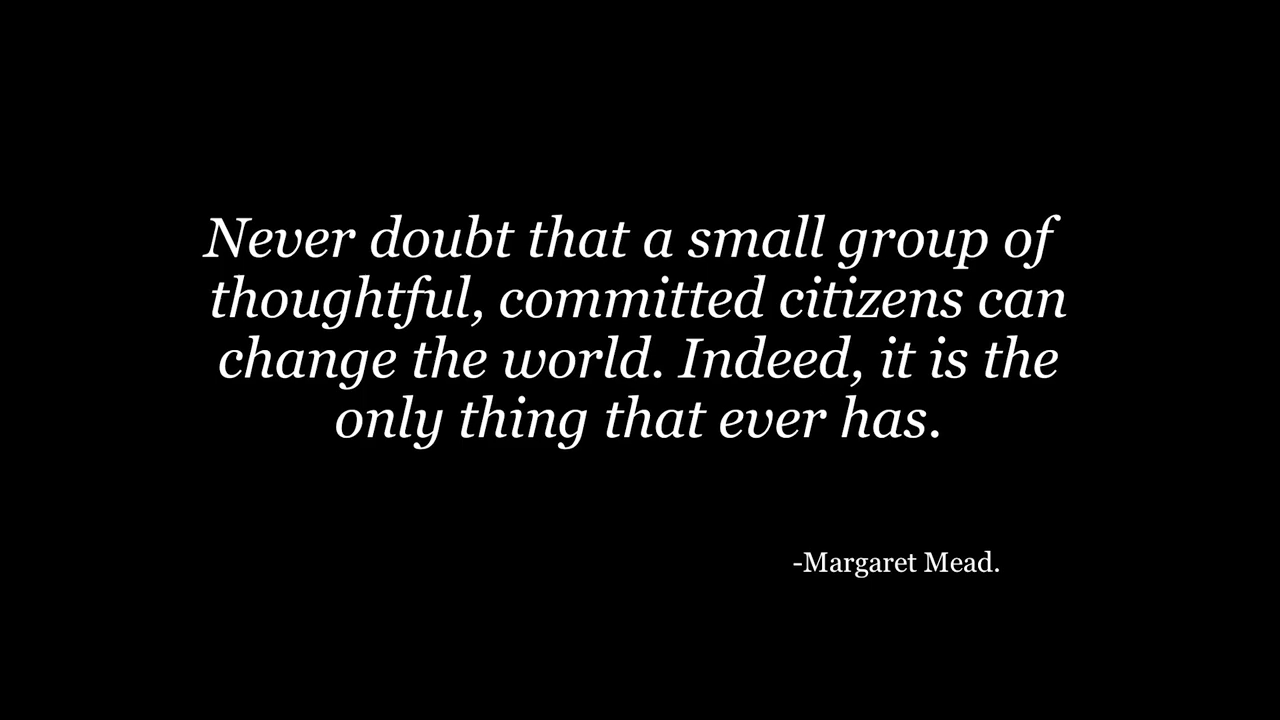 Never doubt that a small group of
thoughtful, committed citizens can
change the world. Indeed, it is the
only thing that ever has.
-Margaret Mead.